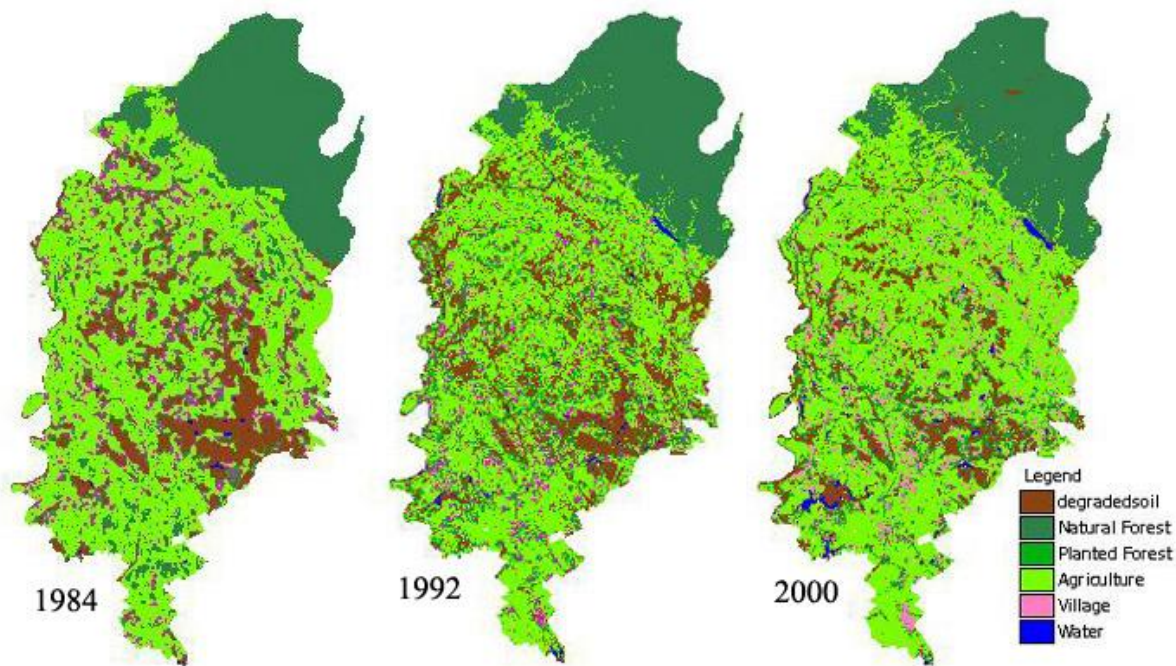 1984
1992
2000
Legend
degradedsoil
Natural Forest
Planted Forest
Agriculture
Village
Water